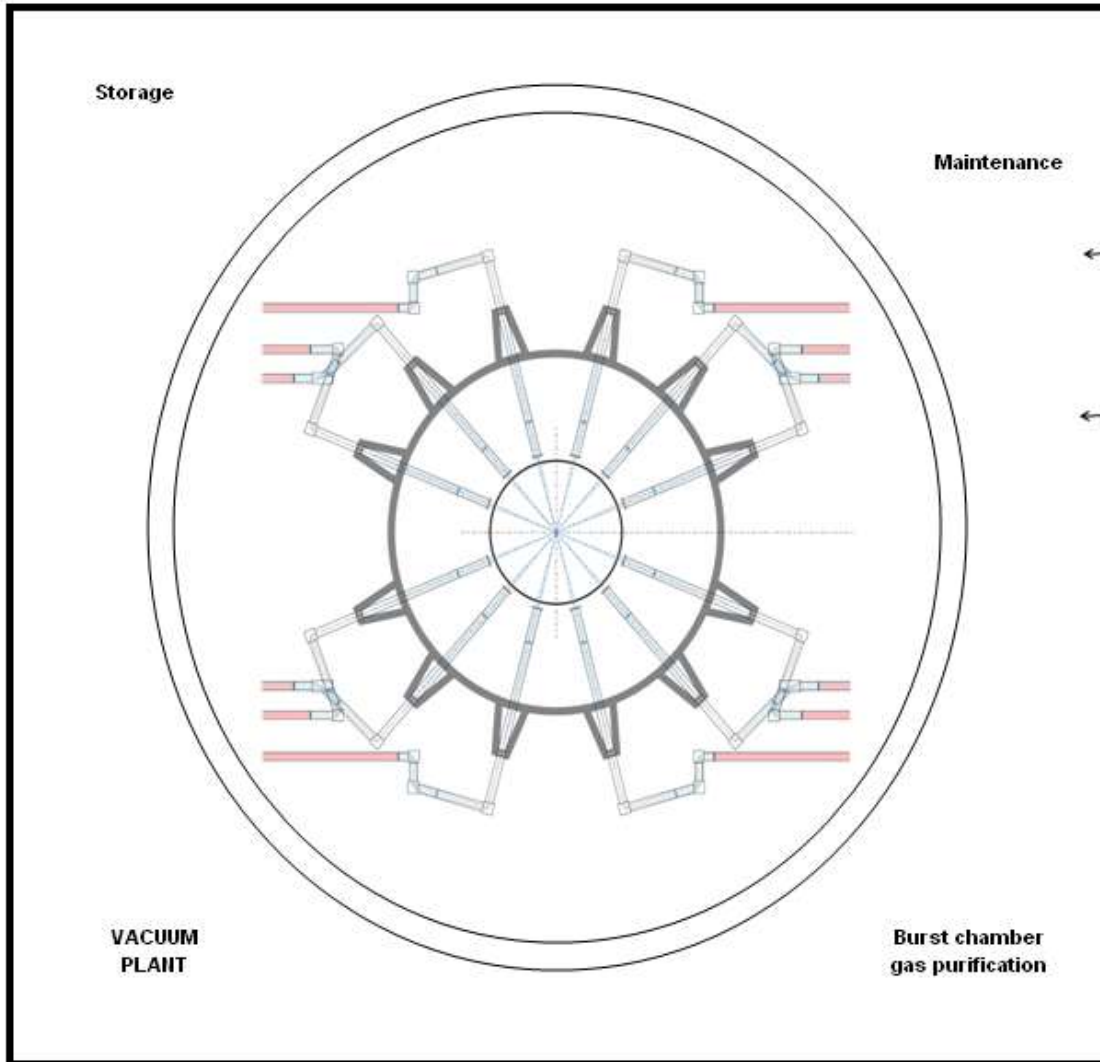 Storage
Maintenance
VACUUM
PLANT
Burst chamber
gas purification